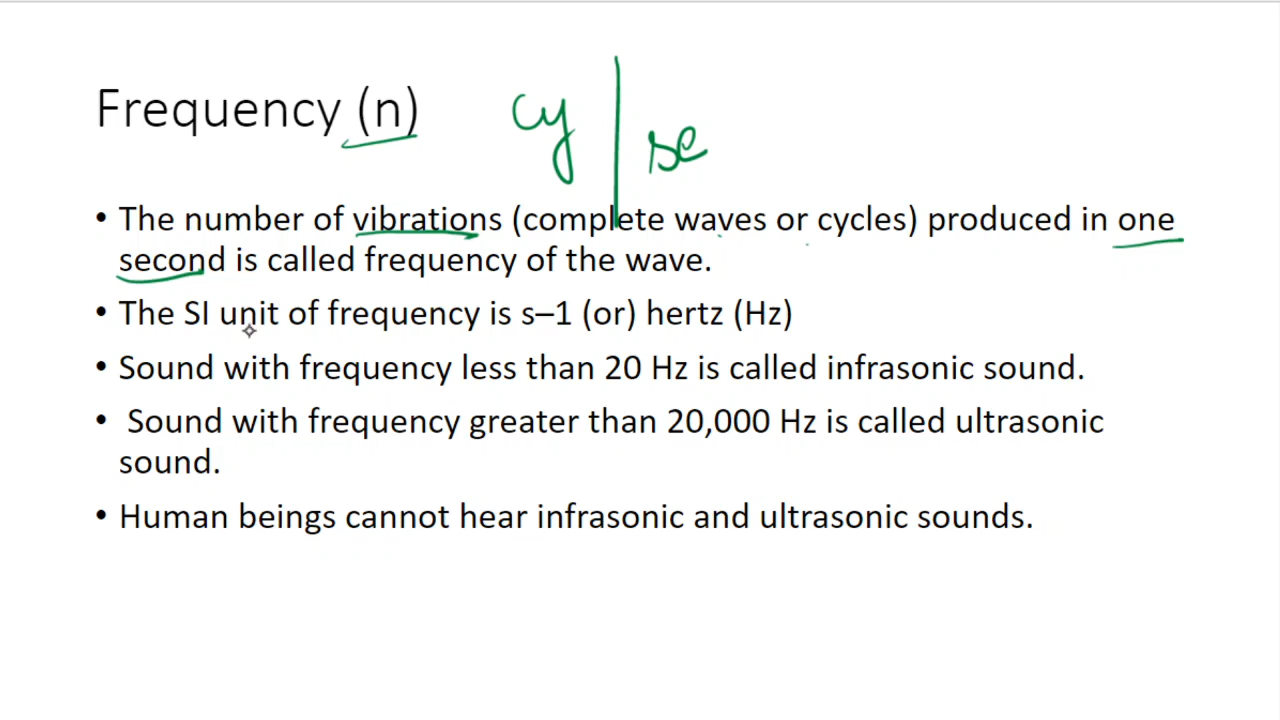 Frequency (n) cy | se
• The number of vibrations (complete waves or cycles) produced in one
second is called frequency of the wave.
• The SI unit of frequency is s–1 (or) hertz (Hz)
• Sound with frequency less than 20 Hz is called infrasonic sound.
• Sound with frequency greater than 20,000 Hz is called ultrasonic
sound.
• Human beings cannot hear infrasonic and ultrasonic sounds.